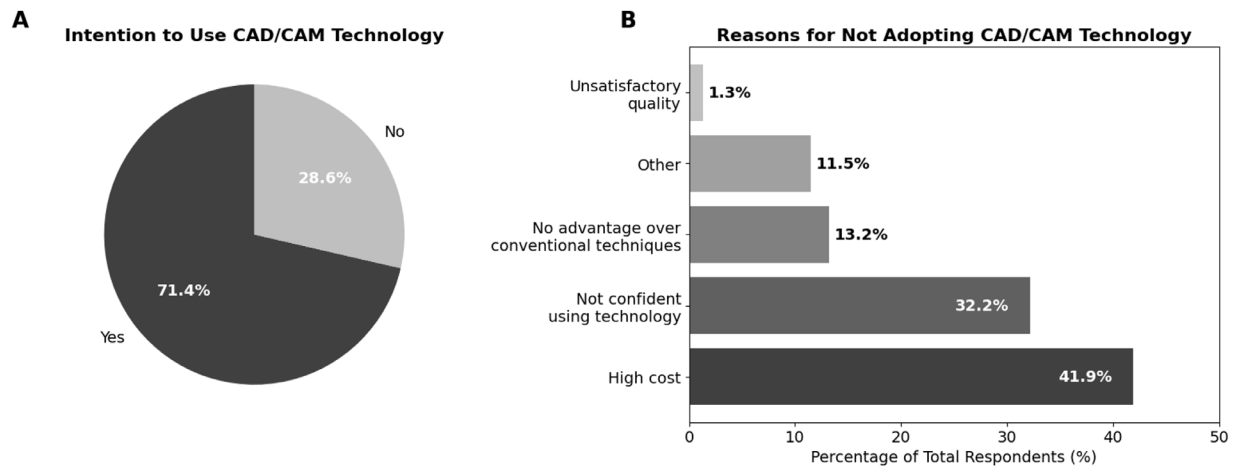 A
Intention to Use CAD/CAM Technology
No
28.6%
71.4%
Yes
B
Reasons for Not Adopting CAD/CAM Technology
Unsatisfactory
quality
1.3%
Other
11.5%
No advantage over
conventional techniques
13.2%
Not confident
using technology
32.2%
High cost
41.9%
0 10 20 30 40 50
Percentage of Total Respondents (%)